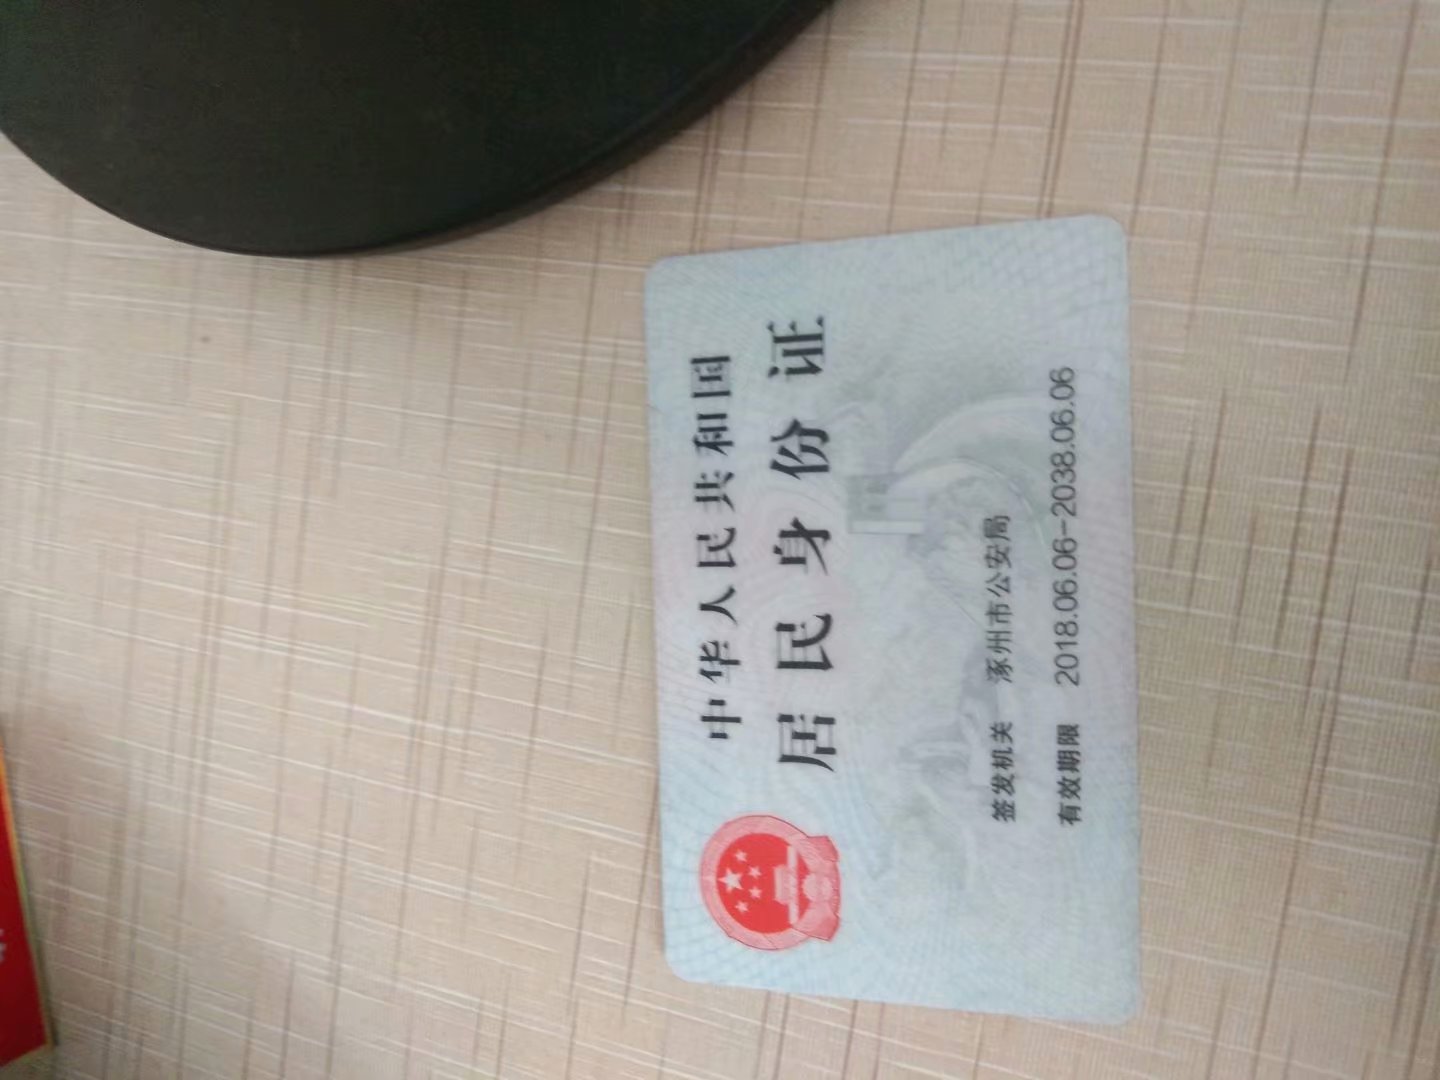 中华人民共和国
居民身份证
签发机关 涿州市公安局
有效期限 2018.06.06-2038.06.06